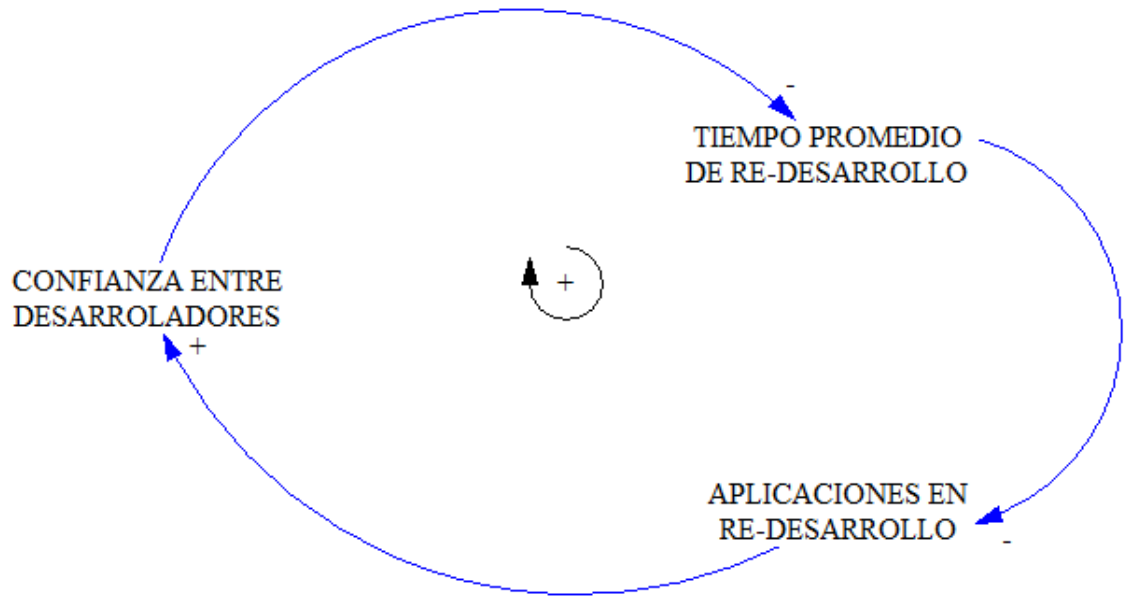 -
TIEMPO PROMEDIO
DE RE-DESARROLLO
CONFIANZA ENTRE
DESARROLADORES
+
+
APLICACIONES EN
RE-DESARROLLO
-